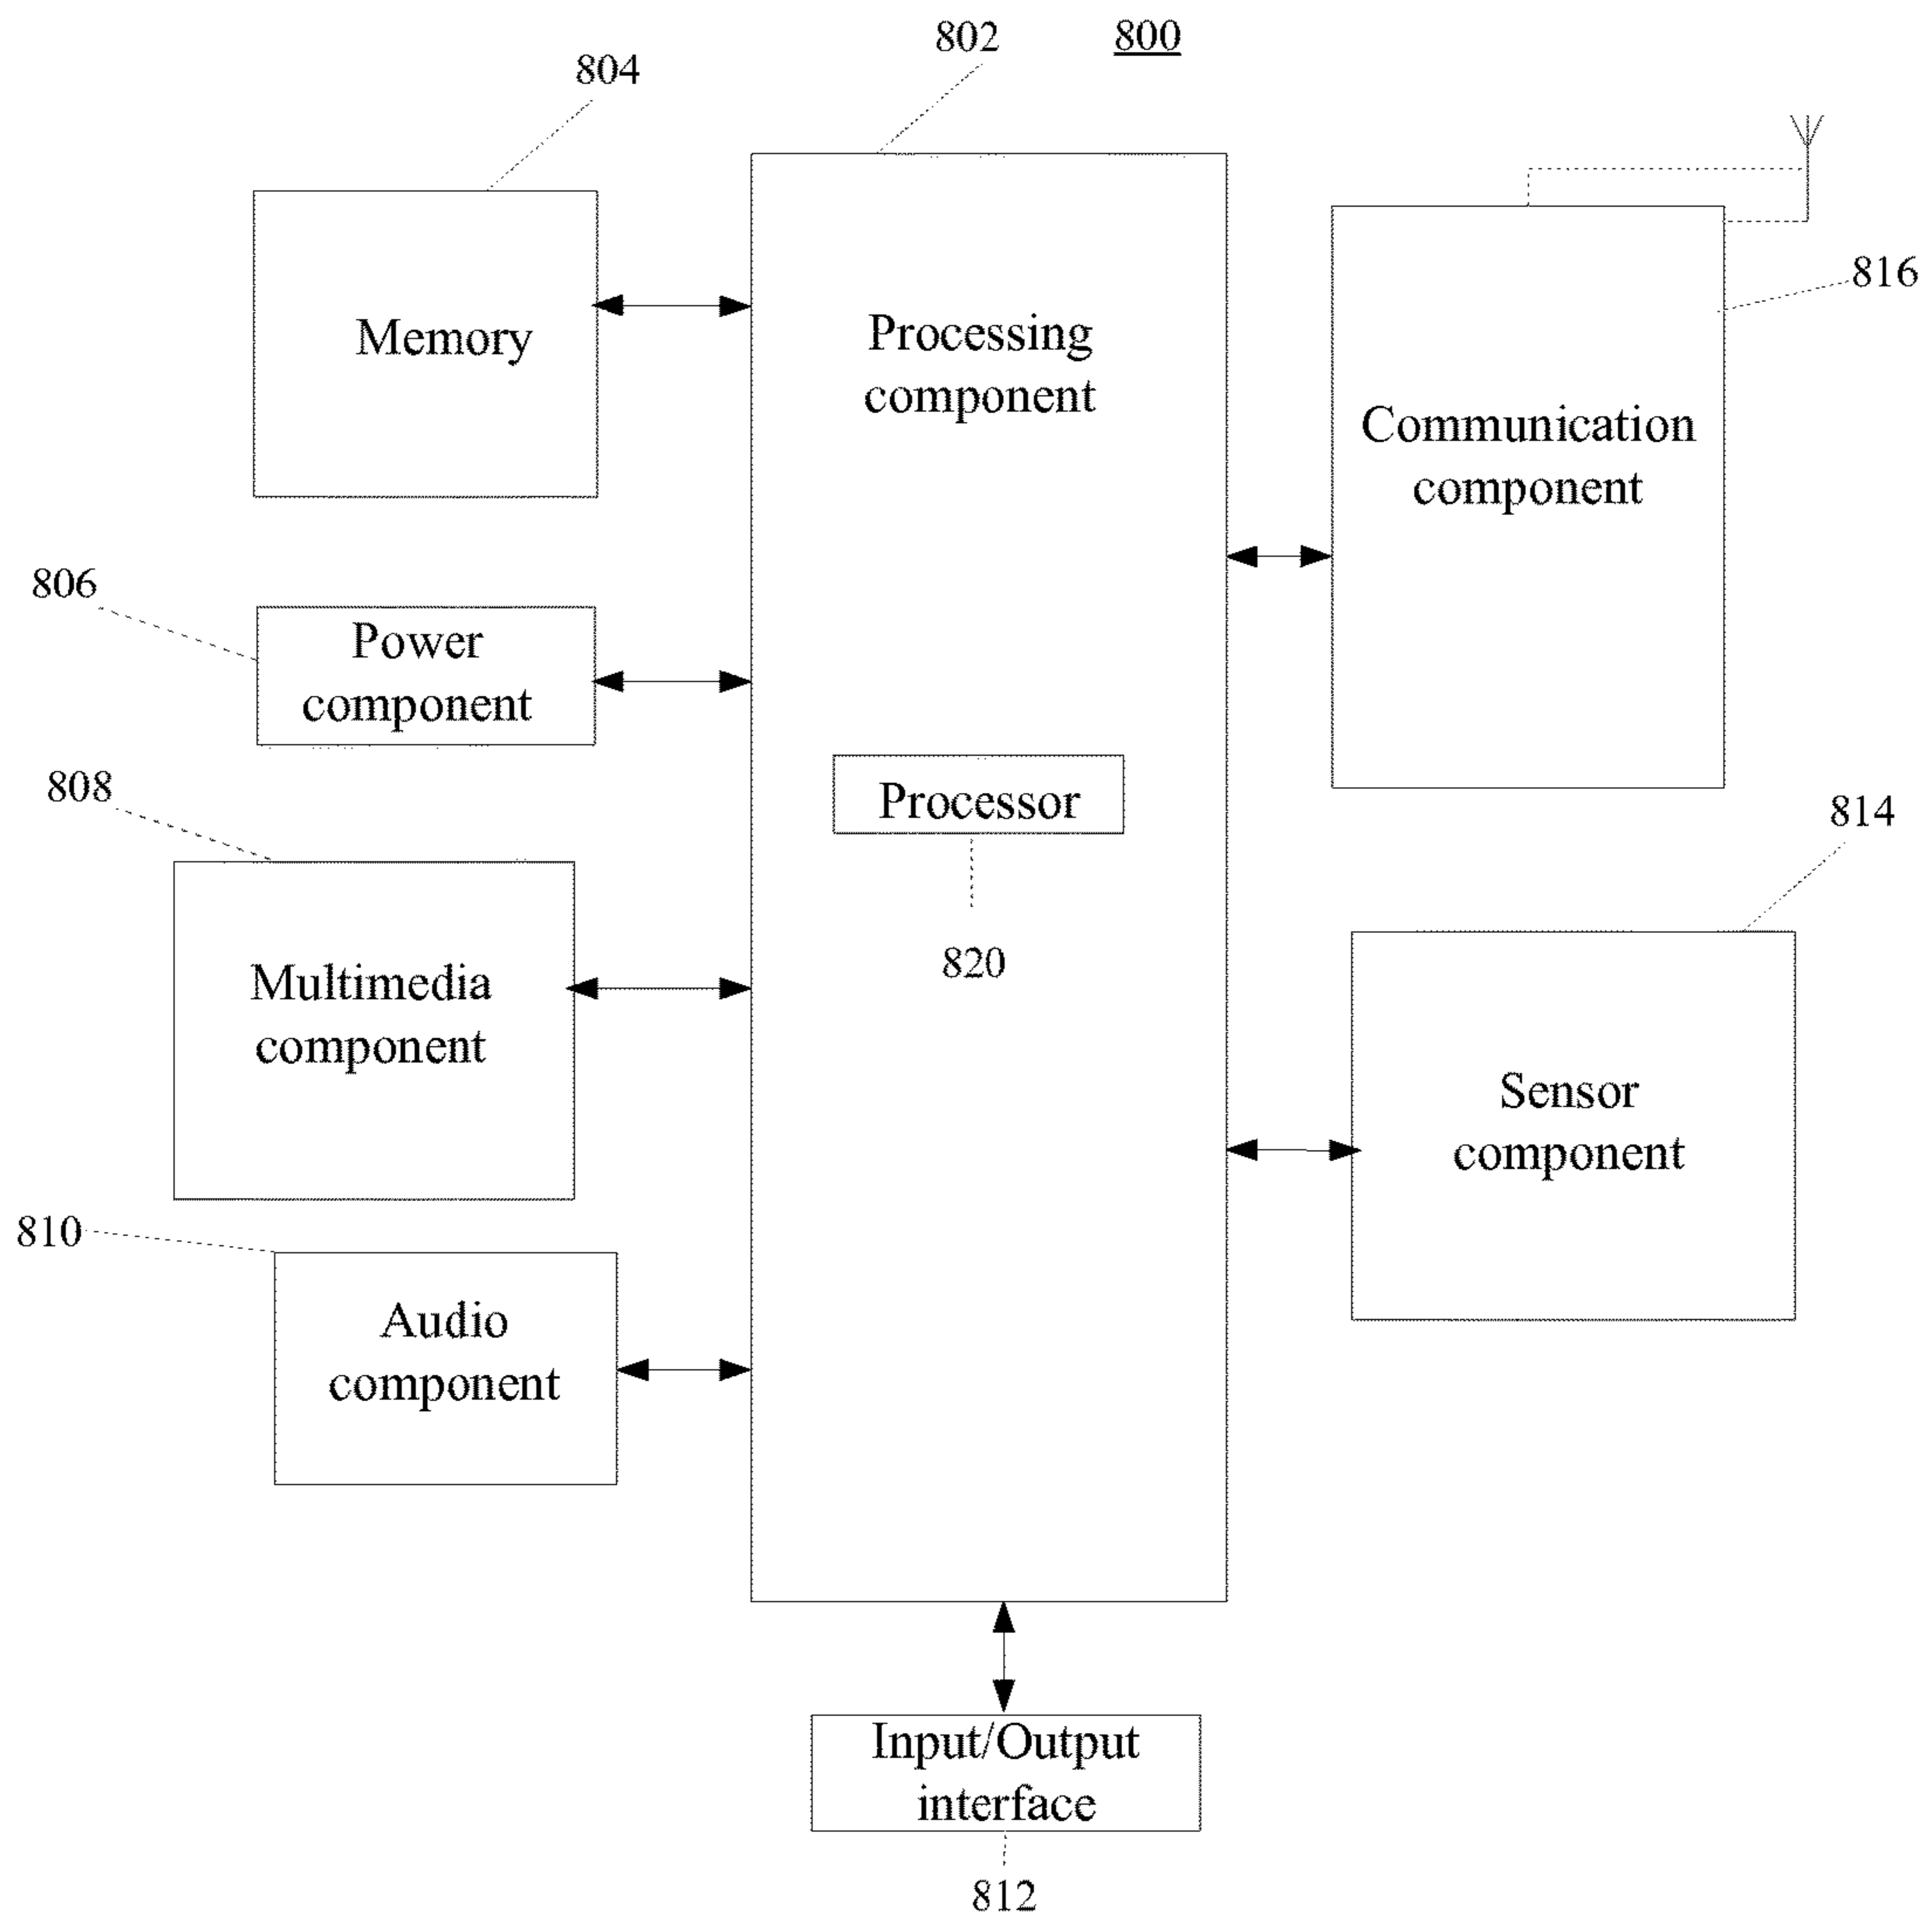 802
800
804
816
Memory
Processing
component
Communication
component
806
Power
component
808
Processor
814
820
Multimedia
component
Sensor
component
810
Audio
component
Input/Output
interface
812